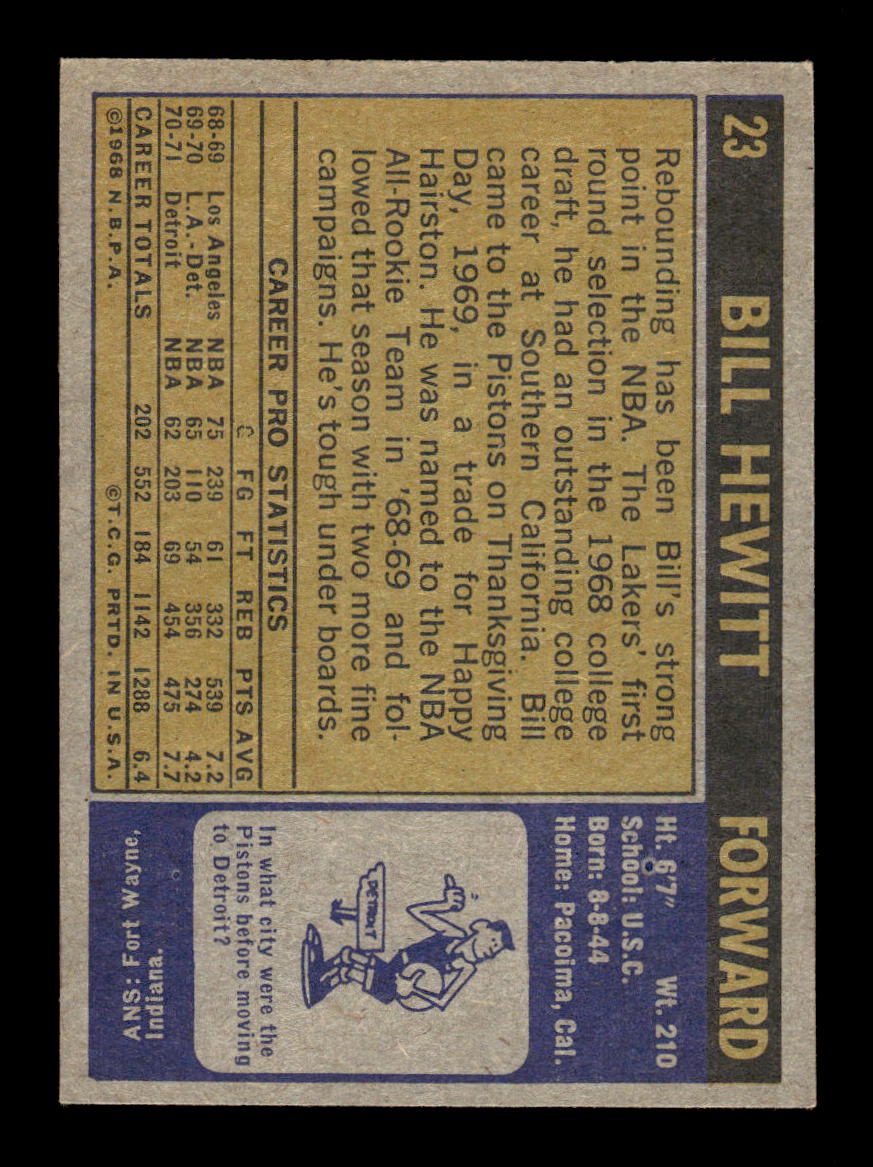 23 BILL HEWITT FORWARD
Rebounding has been Bill's strong
point in the NBA. The Lakers' first
round selection in the 1968 college
draft, he had an outstanding college
career at Southern California. Bill
came to the Pistons on Thanksgiving
Day, 1969, in a trade for Happy
Hairston. He was named to the NBA
All-Rookie Team in '68-69 and fol-
lowed that season with two more fine
campaigns. He's tough under boards.
CAREER PRO STATISTICS
G FG FT REB PTS AVG
68-69 Los Angeles NBA 75 239 61 332 539 7.2
69-70 L.A.-Det. NBA 65 110 54 356 274 4.2
70-71 Detroit NBA 62 203 69 454 475 7.7
CAREER TOTALS 202 552 184 1142 1288 6.4
©1968 N.B.P.A. ©T.C.G. PRTD. IN U.S.A.
Ht. 6'7" Wt. 210
School: U.S.C.
Born: 8-8-44
Home: Pacoima, Cal.
DETROIT
In what city were the
Pistons before moving
to Detroit?
ANS: Fort Wayne,
Indiana.